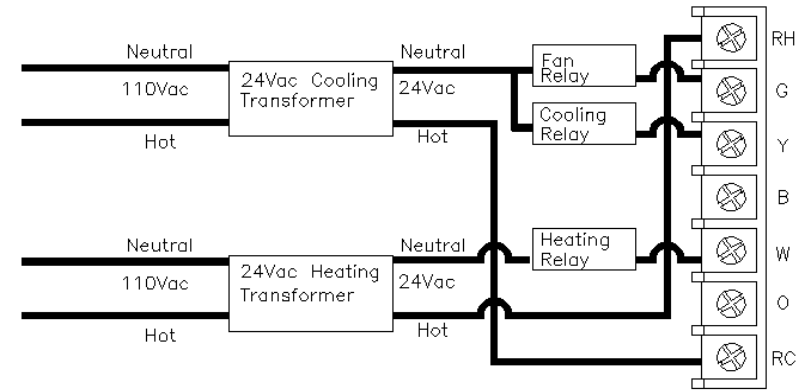 Neutral
110Vac
Hot
24Vac Cooling
Transformer
Neutral
24Vac
Hot
Fan
Relay
Cooling
Relay
Neutral
110Vac
Hot
24Vac Heating
Transformer
Neutral
24Vac
Hot
Heating
Relay
RH
G
Y
B
W
O
RC